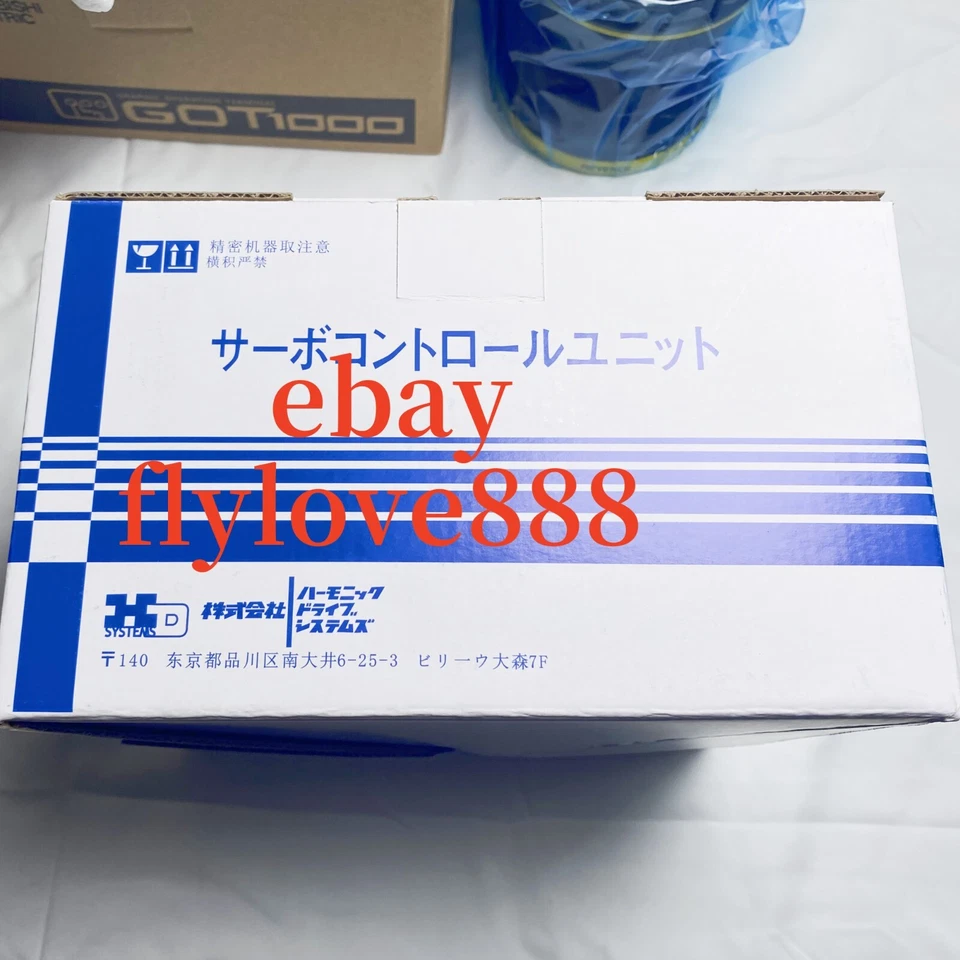 GOT1000
精密机器取注意
横积严禁
サーボコントロールユニット
ebay
flylove888
SYSTEMS D
株式会社
ハーモニック
ドライブ
システムズ
〒140 东京都品川区南大井6-25-3 ビリーウ大森7F